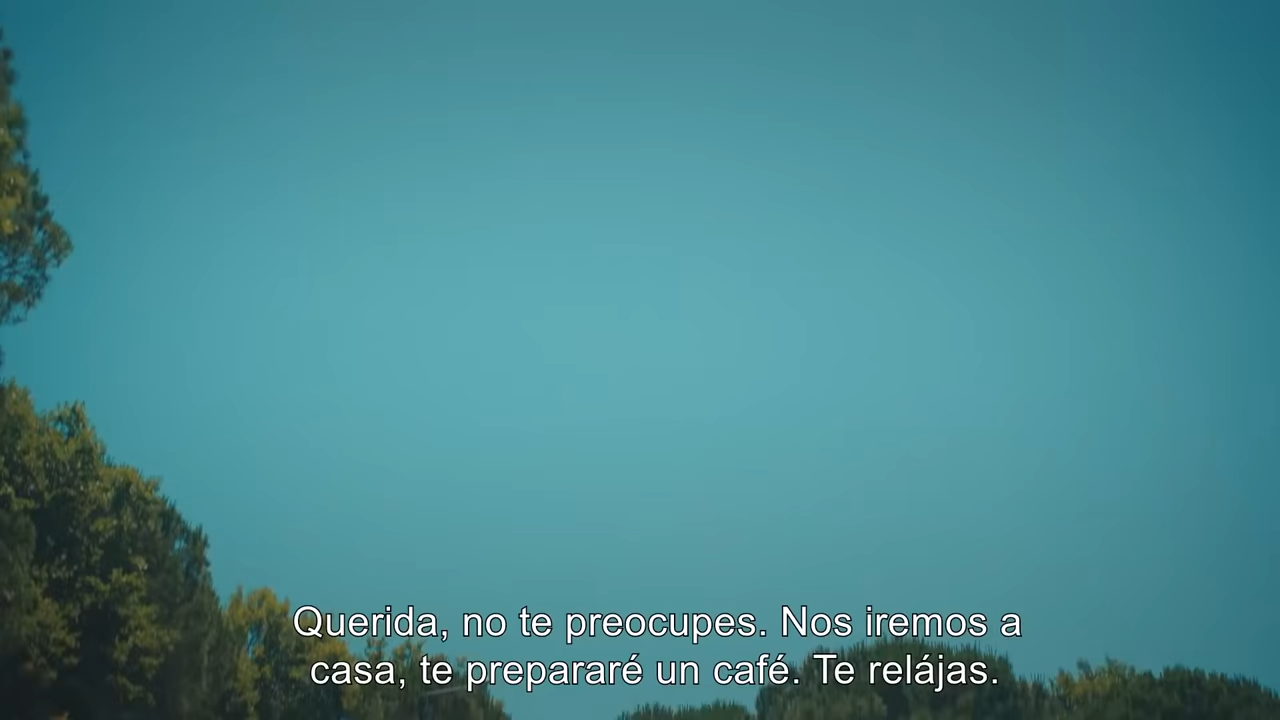 Querida, no te preocupes. Nos iremos a
casa, te prepararé un café. Te relájas.